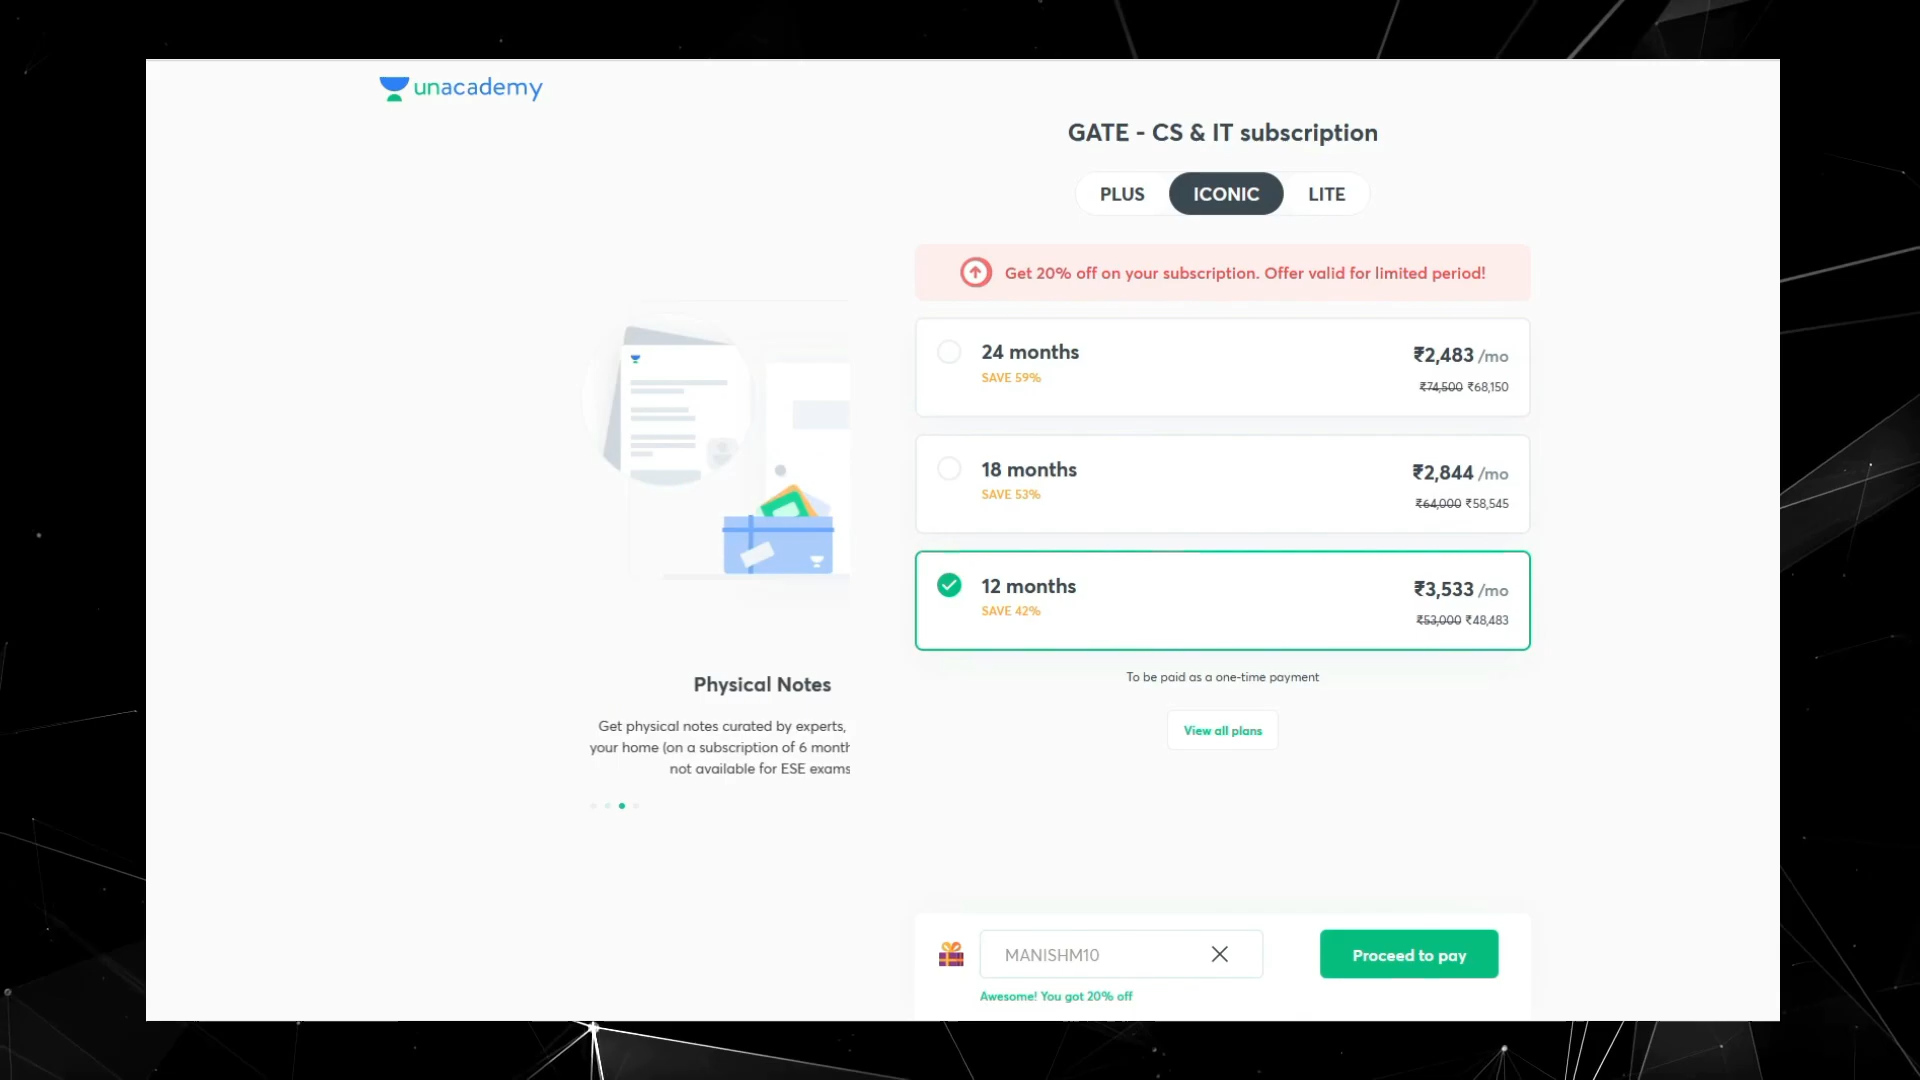 unacademy
GATE - CS & IT subscription
PLUS ICONIC LITE
Get 20% off on your subscription. Offer valid for limited period!
24 months
SAVE 59%
₹2,483 /mo
₹74,500 ₹68,150
18 months
SAVE 53%
₹2,844 /mo
₹64,000 ₹58,545
12 months
SAVE 42%
₹3,533 /mo
₹53,000 ₹48,483
To be paid as a one-time payment
View all plans
Physical Notes
Get physical notes curated by experts,
your home (on a subscription of 6 month
not available for ESE exams
MANISHM10
Proceed to pay
Awesome! You got 20% off